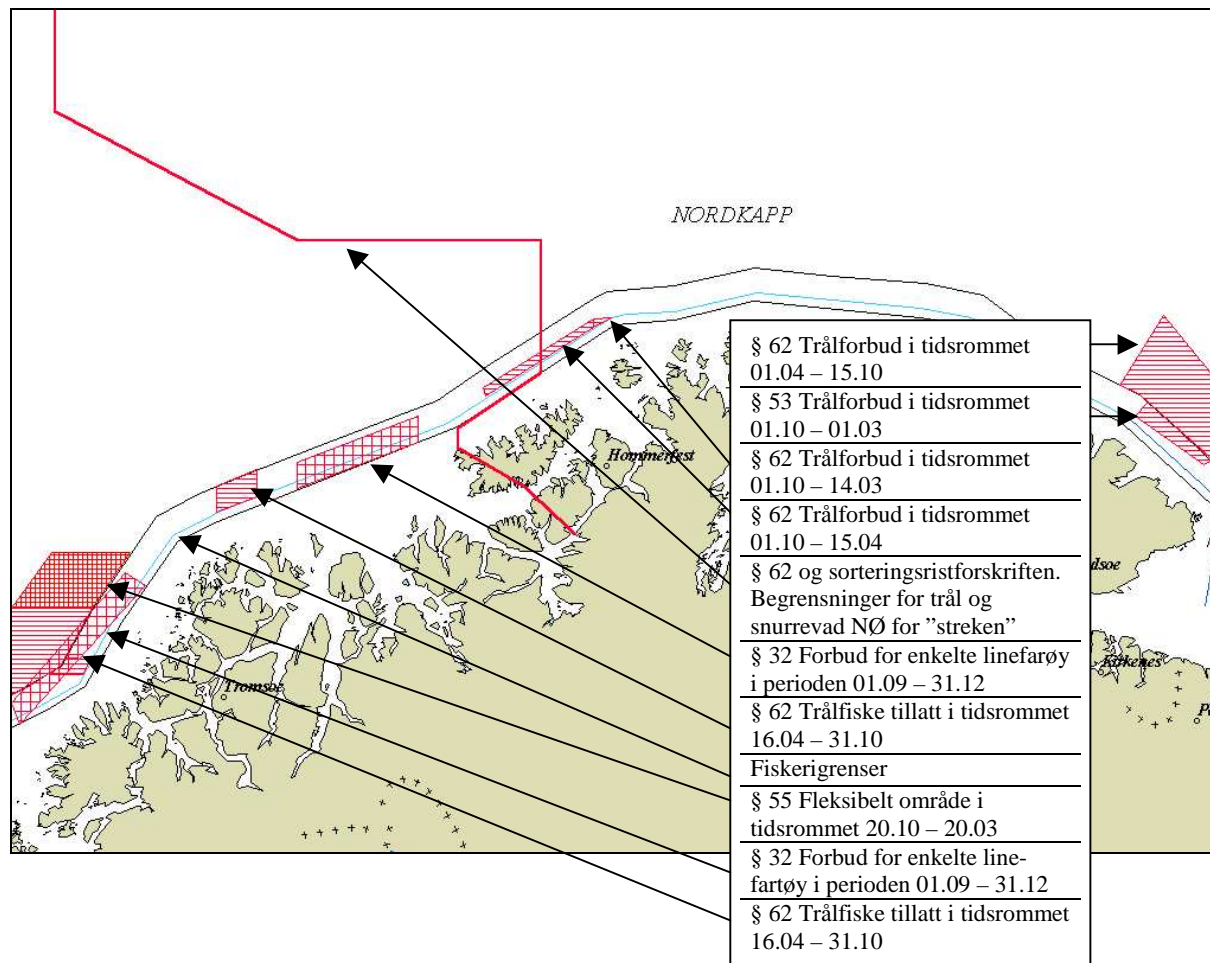 NORDKAPP
Hommerfest
Tromsoe
dsoe
Kirkenes
§ 62 Trålforbud i tidsrommet
01.04 – 15.10
§ 53 Trålforbud i tidsrommet
01.10 – 01.03
§ 62 Trålforbud i tidsrommet
01.10 – 14.03
§ 62 Trålforbud i tidsrommet
01.10 – 15.04
§ 62 og sorteringsristforskriften.
Begrensninger for trål og
snurrevad NØ for ”streken”
§ 32 Forbud for enkelte linefarøy
i perioden 01.09 – 31.12
§ 62 Trålfiske tillatt i tidsrommet
16.04 – 31.10
Fiskerigrenser
§ 55 Fleksibelt område i
tidsrommet 20.10 – 20.03
§ 32 Forbud for enkelte line-
fartøy i perioden 01.09 – 31.12
§ 62 Trålfiske tillatt i tidsrommet
16.04 – 31.10